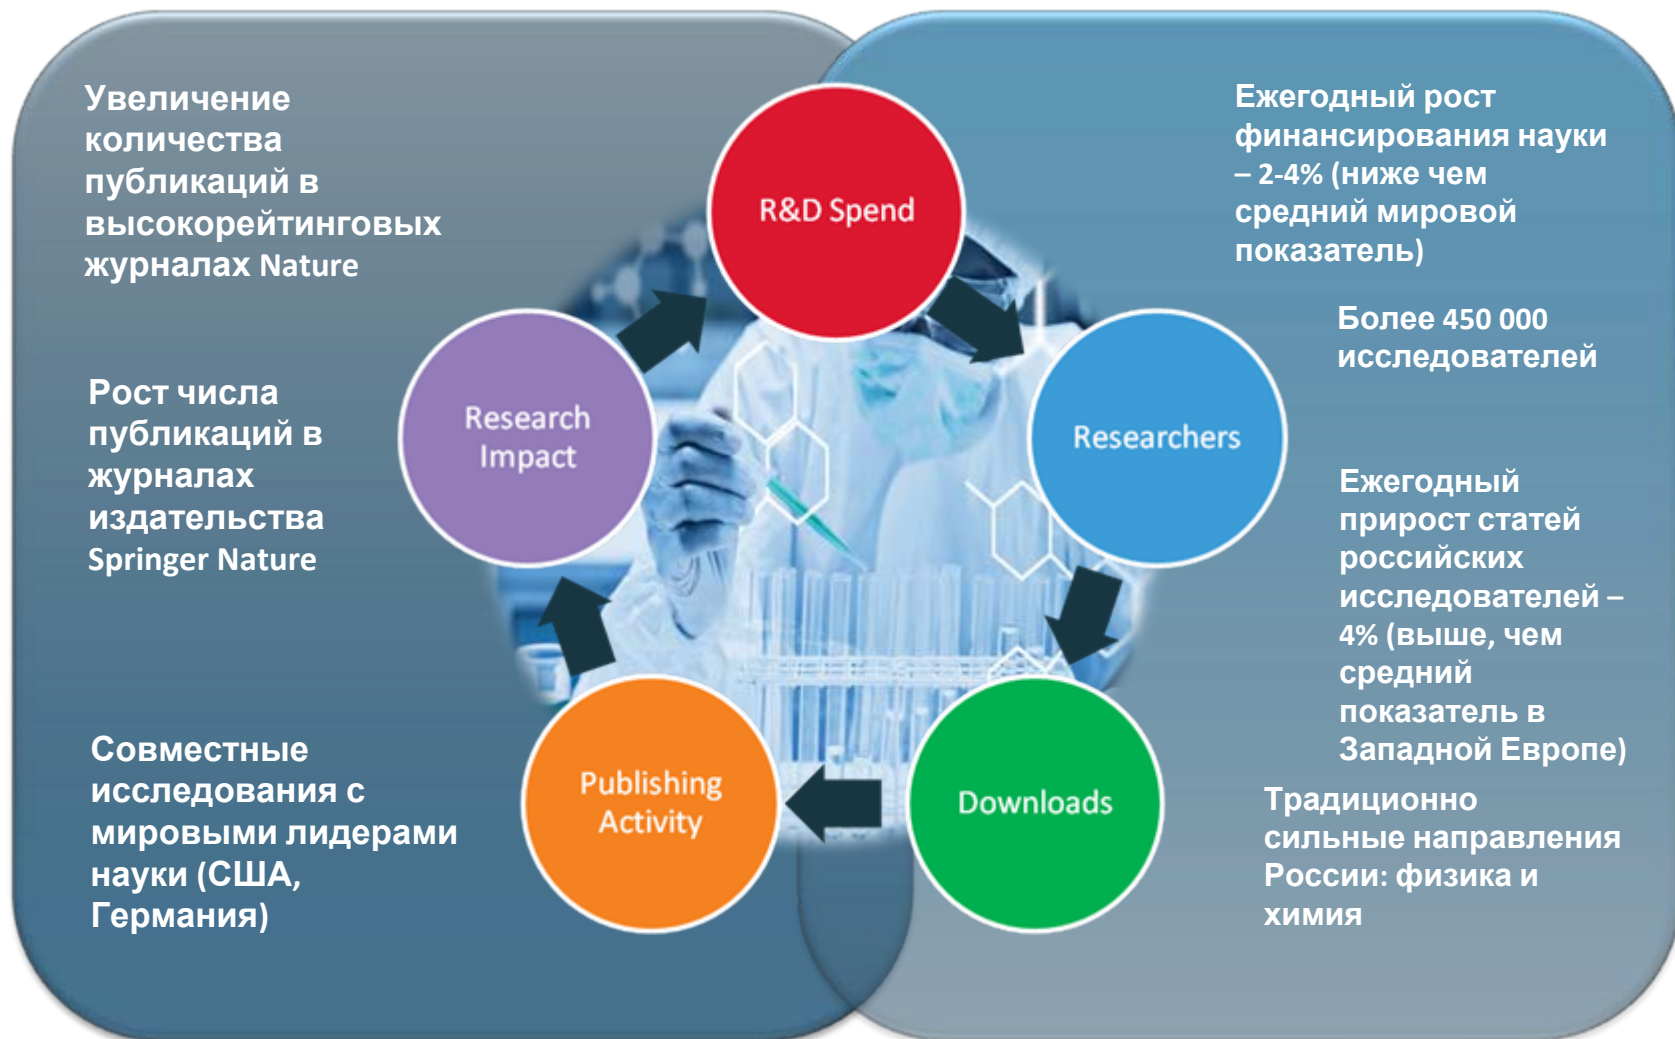 Увеличение
количества
публикаций в
высокорейтинговых
журналах Nature
Рост числа
публикаций в
журналах
издательства
Springer Nature
Совместные
исследования с
мировыми лидерами
науки (США,
Германия)
R&D Spend
Researchers
Downloads
Publishing
Activity
Research
Impact
Ежегодный рост
финансирования науки
– 2-4% (ниже чем
средний мировой
показатель)
Более 450 000
исследователей
Ежегодный
прирост статей
российских
исследователей –
4% (выше, чем
средний
показатель в
Западной Европе)
Традиционно
сильные направления
России: физика и
химия